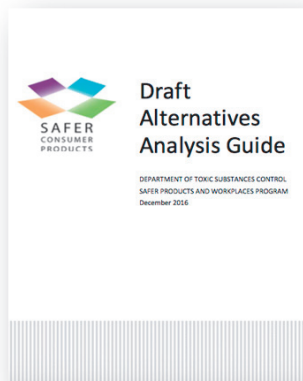 SAFER
CONSUMER
PRODUCTS
Draft
Alternatives
Analysis Guide
DEPARTMENT OF TOXIC SUBSTANCES CONTROL
SAFER PRODUCTS AND WORKPLACES PROGRAM
December 2016